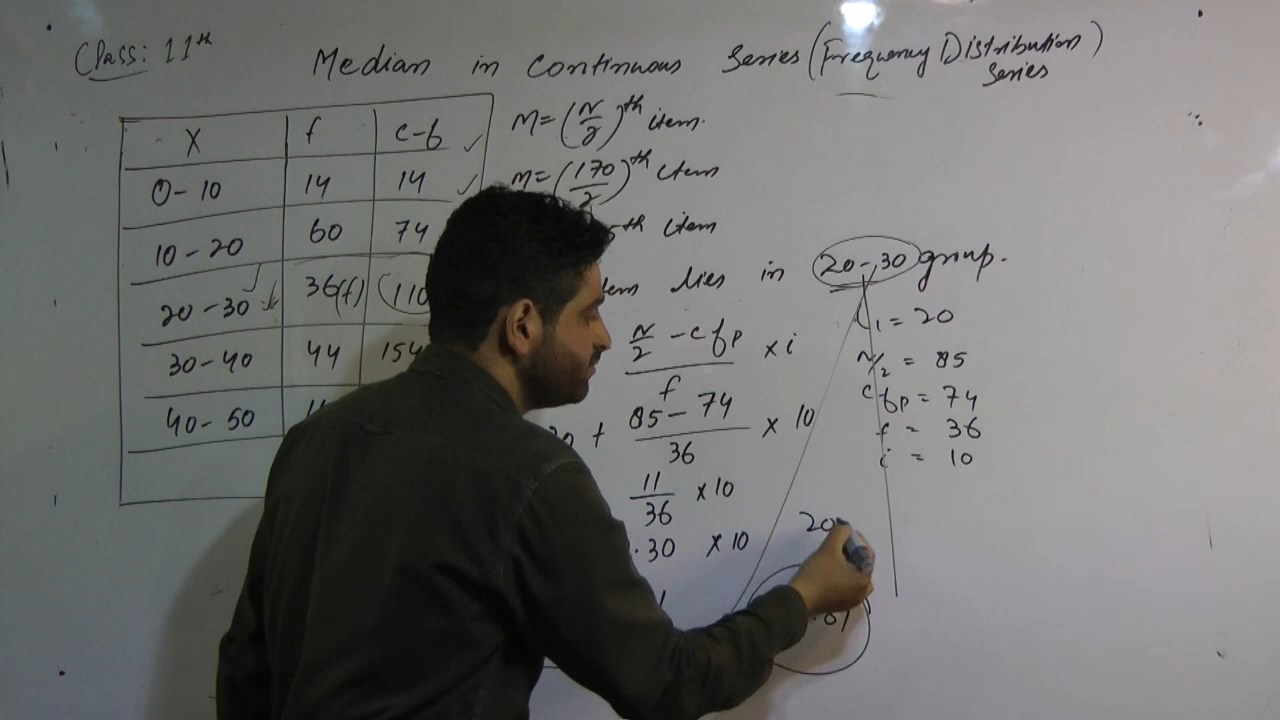 Class: 11th
Median in continuous Series (Frequency Distribution) Series
X f c-f
0-10 14 14
10-20 60 74
20-30 36(f) 110
30-40 44 154
40-50
M = (N/2)th item.
M = (170/2)th item
5th item
lies in 20-30 group.
N/2 - cfp / f × i
85-74 / 36 × 10
11/36 × 10
.30 × 10
l1 = 20
N/2 = 85
cfp = 74
f = 36
i = 10
20